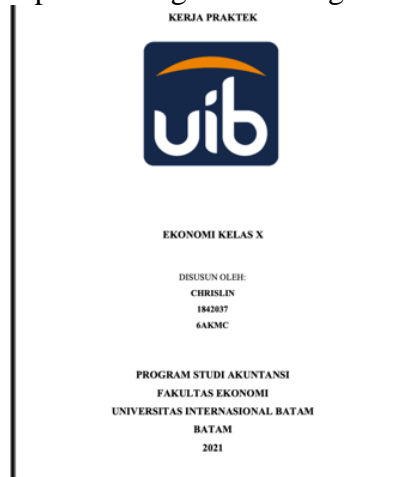 KERJA PRAKTEK
uib
EKONOMI KELAS X
DISUSUN OLEH:
CHRISLIN
1842037
6AKMC
PROGRAM STUDI AKUNTANSI
FAKULTAS EKONOMI
UNIVERSITAS INTERNASIONAL BATAM
BATAM
2021